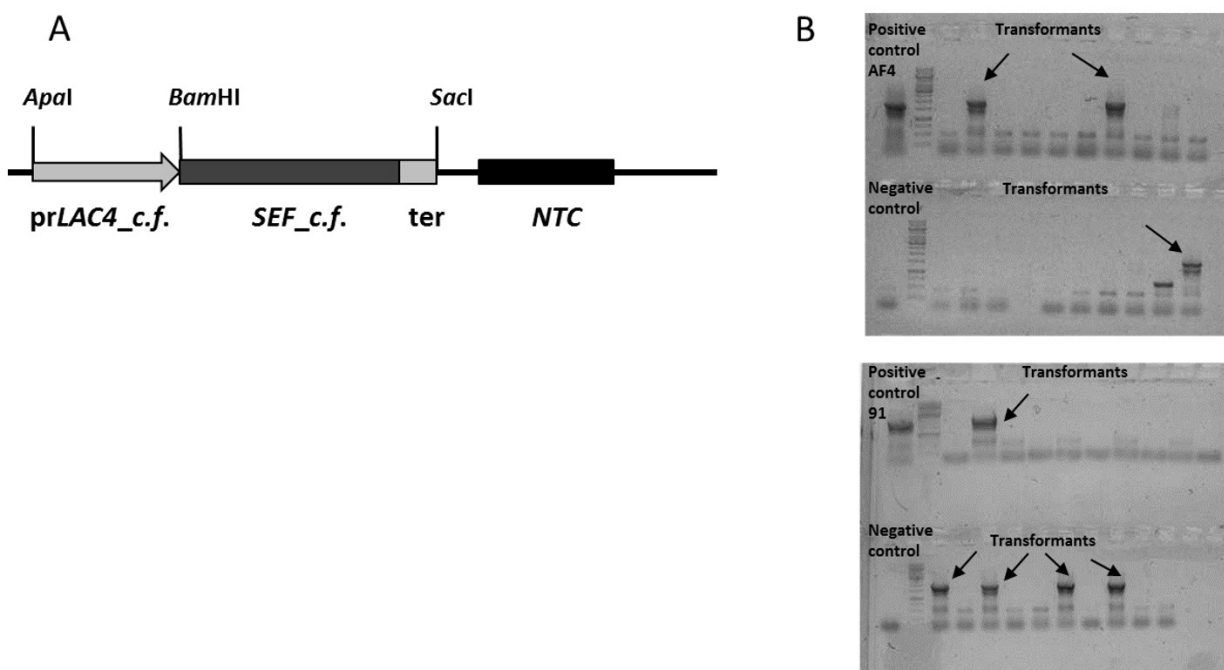 A
ApaI
BamHI
SacI
prLAC4_c.f.
SEF_c.f.
ter
NTC
B
Positive
control
AF4
Transformants
Negative
control
Transformants
Positive
control
91
Transformants
Negative
control
Transformants